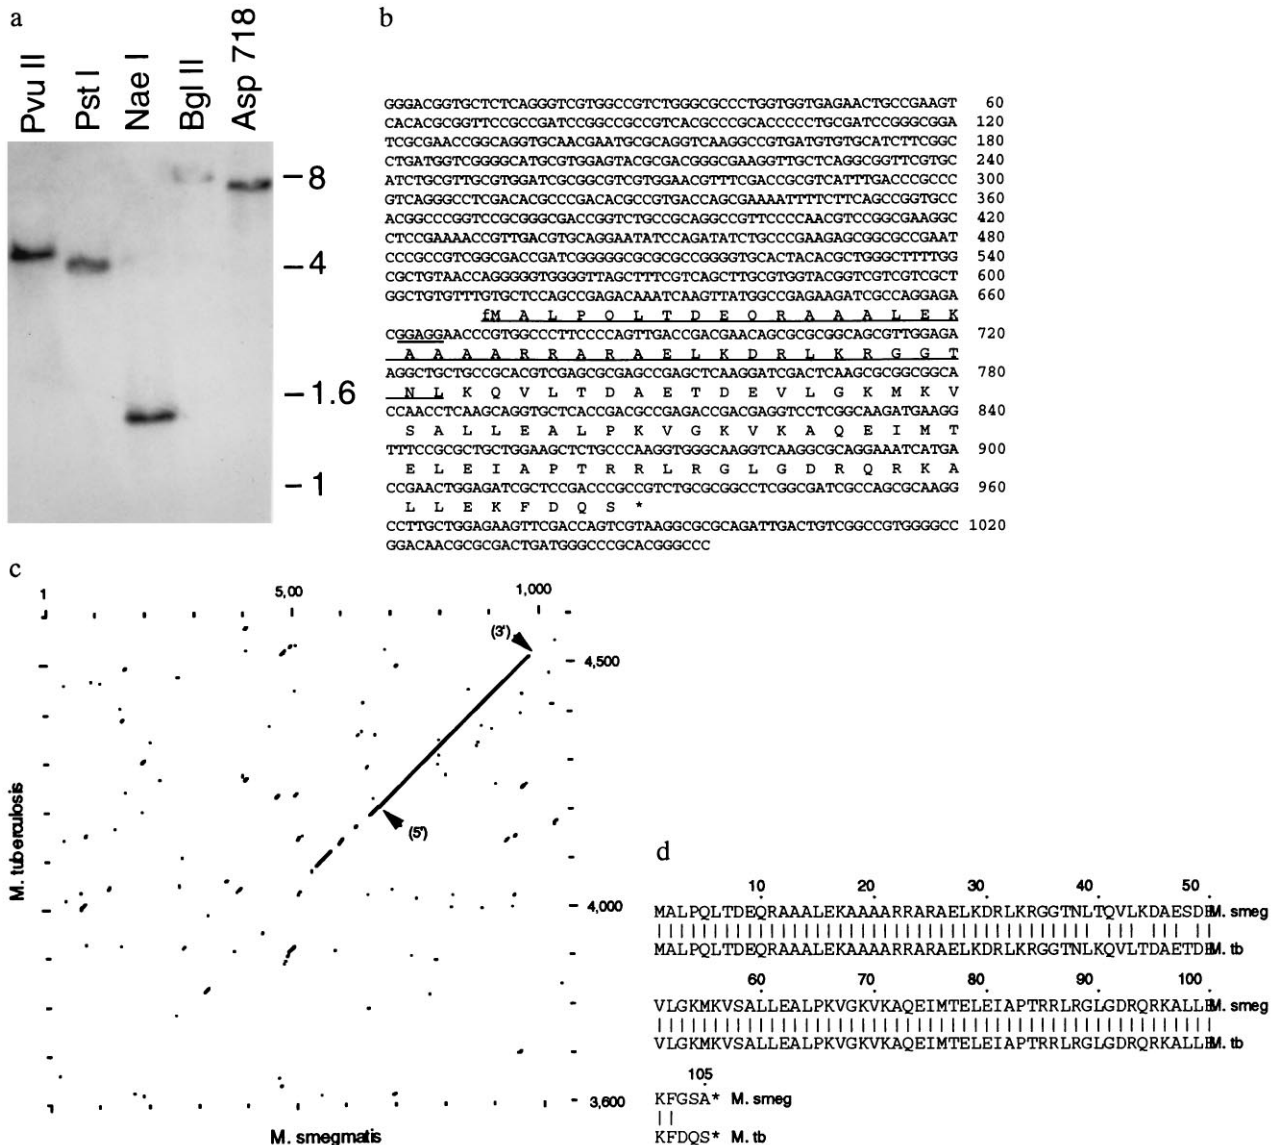 a
Pvu II
Pst I
Nae I
Bgl II
Asp 718
8
4
1.6
1
b
GGGACGGTGCTCTCAGGGTCGTGGCCGTCTGGGCGCCCTGGTGGTGAGAACTGCCGAAGT 60
CACACGCGGTTCCGCCGATCCGGCCGCCGTCACGCCCGCACCCCCTGCGATCCGGGCGGA 120
TCGCGAACCGGCAGGTGCAACGAATGCGCAGGTCAAGGCCGTGATGTGTGCATCTTCGGC 180
CTGATGGTCGGGGCATGCGTGGAGTACGCGACGGGCGAAGGTTGCTCAGGCGGTTCGTGC 240
ATCTGCGTTGCGTGGATCGCGGCGTCGTGGAACGTTTCGACCGCGTCATTTGACCCGCCC 300
GTCAGGGCCTCGACACGCCCGACACGCCGTGACCAGCGAAAATTTTCTTCAGCCGGTGCC 360
ACGGCCCGGTCCGCGGGCGACCGGTCTGCCGCAGGCCGTTCCCCAACGTCCGGCGAAGGC 420
CTCCGAAAACCGTTGACGTGCAGGAATATCCAGATATCTGCCCGAAGAGCGGCGCCGAAT 480
CCCGCCGTCGGCGACCGATCGGGGGCGCGCGCCGGGGTGCACTACACGCTGGGCTTTTGG 540
CGCTGTAACCAGGGGGTGGGGTTAGCTTTCGTCAGCTTGCGTGGTACGGTCGTCGTCGCT 600
GGCTGTGTTTGTGCTCCAGCCGAGACAAATCAAGTTATGGCCGAGAAGATCGCCAGGAGA 660
fM A L P Q L T D E Q R A A A L E K
CGGAGGAACCCGTGGCCCTTCCCCAGTTGACCGACGAACAGCGCGCGGCAGCGTTGGAGA 720
A A A A R R A R A E L K D R L K R G G T
AGGCTGCTGCCGCACGTCGAGCGCGAGCCGAGCTCAAGGATCGACTCAAGCGCGGCGGCA 780
N L K Q V L T D A E T D E V L G K M K V
CCAACCTCAAGCAGGTGCTCACCGACGCCGAGACCGACGAGGTCCTCGGCAAGATGAAGG 840
S A L L E A L P K V G K V K A Q E I M T
TTTCCGCGCTGCTGGAAGCTCTGCCCAAGGTGGGCAAGGTCAAGGCGCAGGAAATCATGA 900
E L E I A P T R R L R G L G D R Q R K A
CCGAACTGGAGATCGCTCCGACCCGCCGTCTGCGCGGCCTCGGCGATCGCCAGCGCAAGG 960
L L E K F D Q S *
CCTTGCTGGAGAAGTTCGACCAGTCGTAAGGCGCGCAGATTGACTGTCGGCCGTGGGGCC 1020
GGACAACGCGCGACTGATGGGCCCGCACGGGCCC
c
1 5,00 1,000
(3')
4,500
(5')
4,000
3,600
M. tuberculosis
M. smegmatis
d
10 20 30 40 50
MALPQLTDEQRAAALEKAAAARRARAELKDRLKRGGTNLTQVLKDAESDE M. smeg
MALPQLTDEQRAAALEKAAAARRARAELKDRLKRGGTNLKQVLTDAETDE M. tb
60 70 80 90 100
VLGKMKVSALLEALPKVGKVKAQEIMTELEIAPTRRLRGLGDRQRKALLE M. smeg
VLGKMKVSALLEALPKVGKVKAQEIMTELEIAPTRRLRGLGDRQRKALLE M. tb
105
KFGSA* M. smeg
KFDQS* M. tb